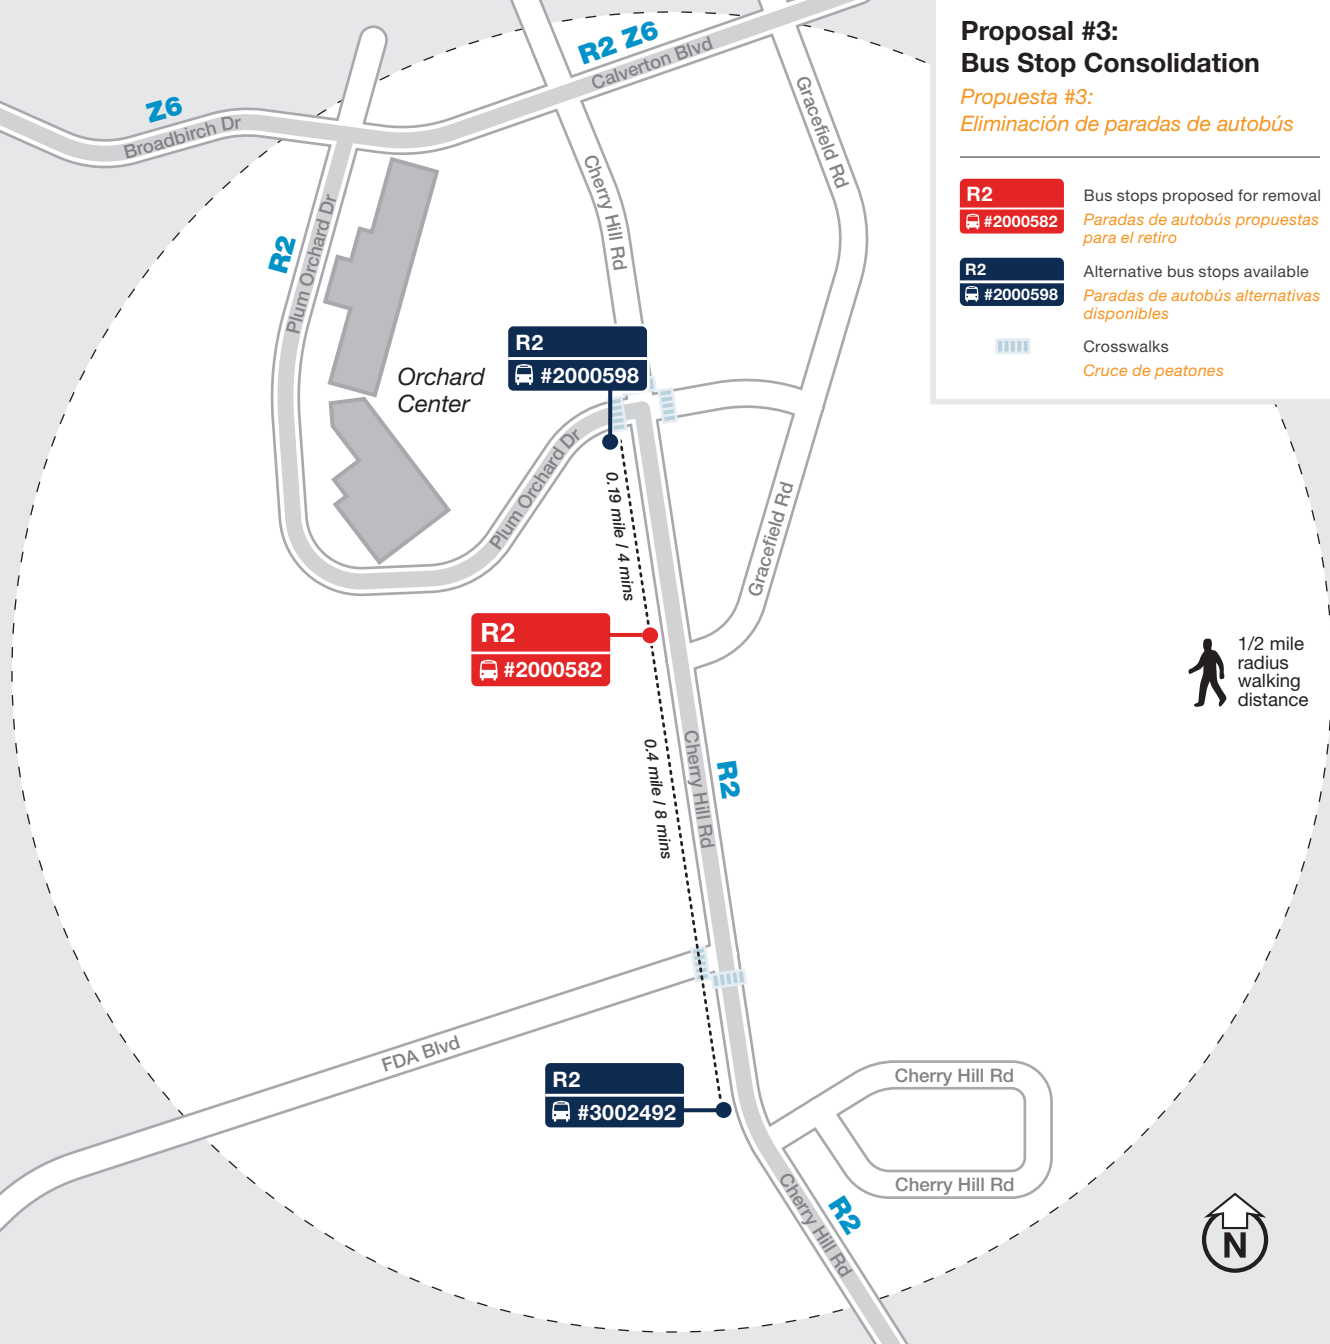 Proposal #3:
Bus Stop Consolidation
Propuesta #3:
Eliminación de paradas de autobús
R2
#2000582
Bus stops proposed for removal
Paradas de autobús propuestas
para el retiro
R2
#2000598
Alternative bus stops available
Paradas de autobús alternativas
disponibles
Crosswalks
Cruce de peatones
R2 Z6
Calverton Blvd
Z6
Broadbirch Dr
Gracefield Rd
Cherry Hill Rd
R2
Plum Orchard Dr
Orchard
Center
R2
#2000598
Plum Orchard Dr
0.19 mile / 4 mins
Gracefield Rd
R2
#2000582
1/2 mile
radius
walking
distance
0.4 mile / 8 mins
Cherry Hill Rd
R2
FDA Blvd
R2
#3002492
Cherry Hill Rd
Cherry Hill Rd
Cherry Hill Rd
R2
N